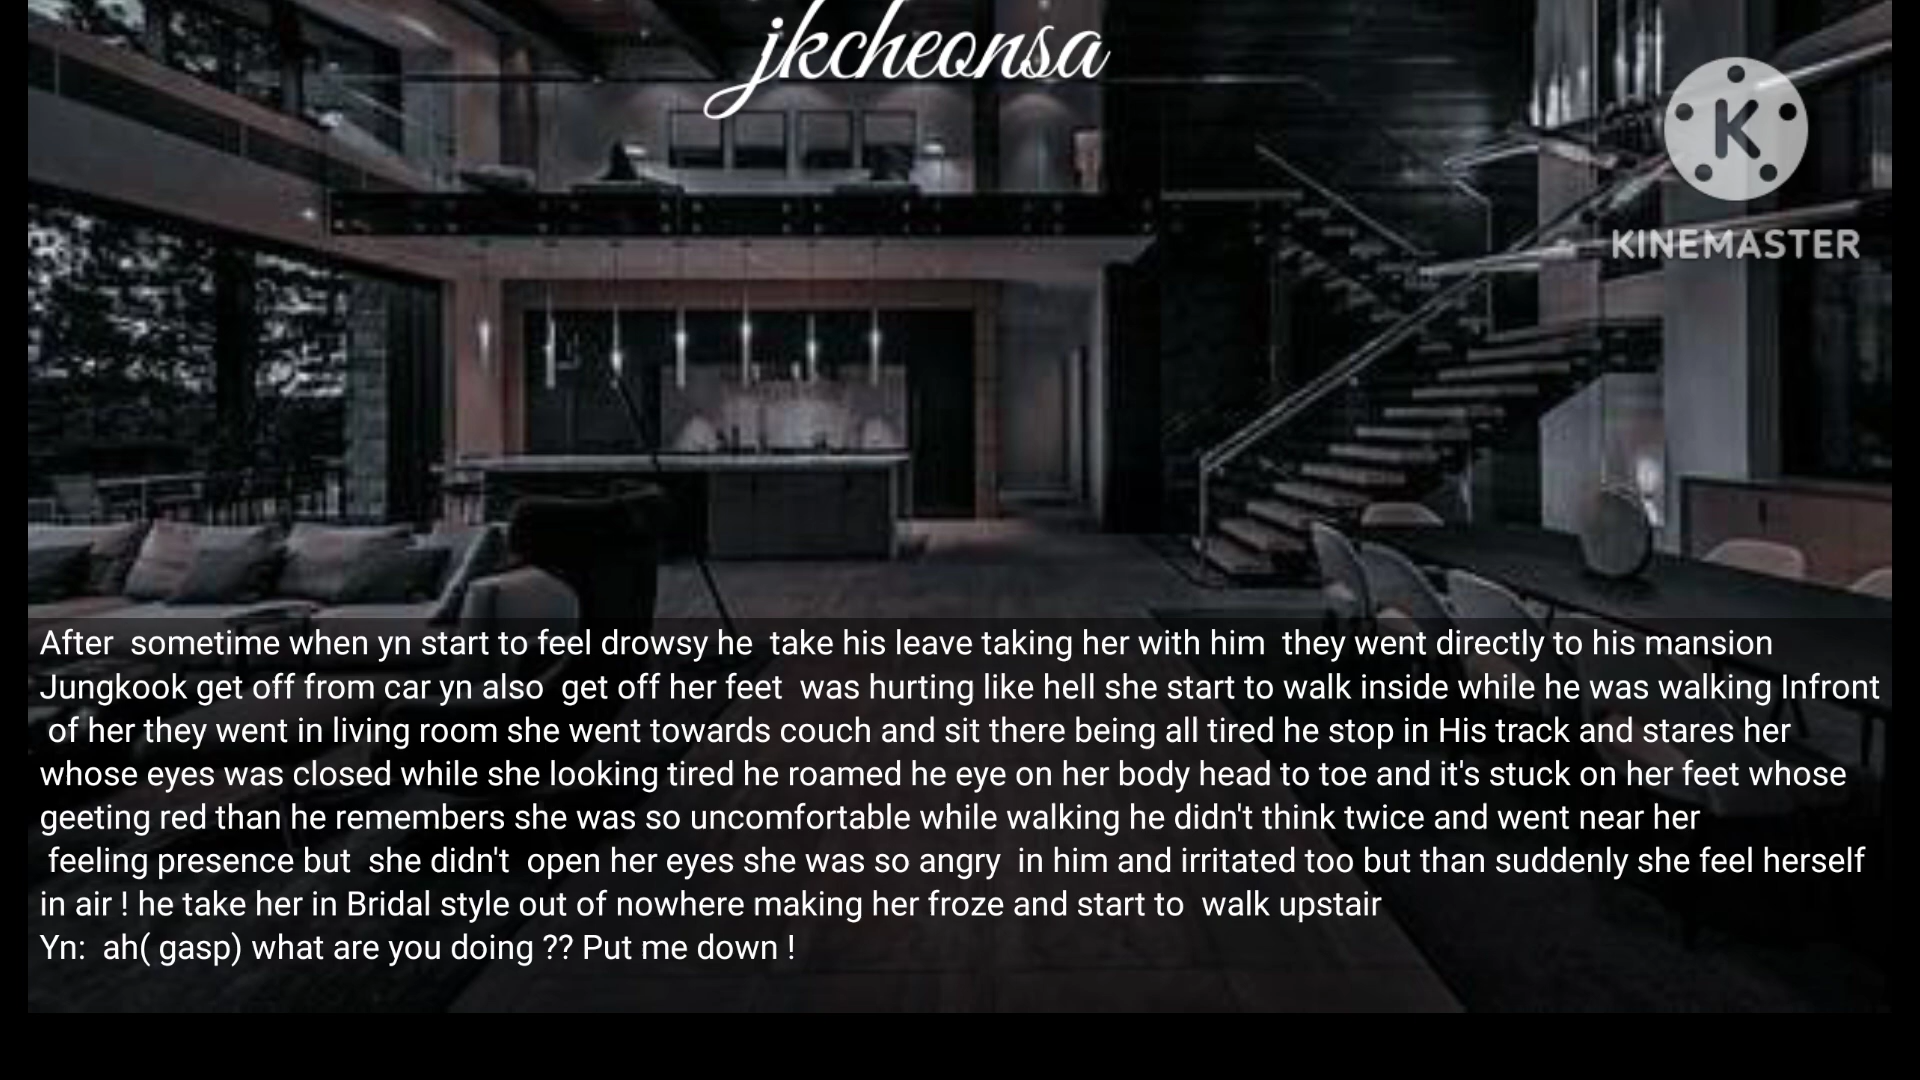 jkcheonsa
K
KINEMASTER
After  sometime when yn start to feel drowsy he  take his leave taking her with him  they went directly to his mansion
Jungkook get off from car yn also  get off her feet  was hurting like hell she start to walk inside while he was walking Infront
of her they went in living room she went towards couch and sit there being all tired he stop in His track and stares her
whose eyes was closed while she looking tired he roamed he eye on her body head to toe and it's stuck on her feet whose
geeting red than he remembers she was so uncomfortable while walking he didn't think twice and went near her
feeling presence but  she didn't  open her eyes she was so angry  in him and irritated too but than suddenly she feel herself
in air ! he take her in Bridal style out of nowhere making her froze and start to  walk upstair
Yn:  ah( gasp) what are you doing ?? Put me down !